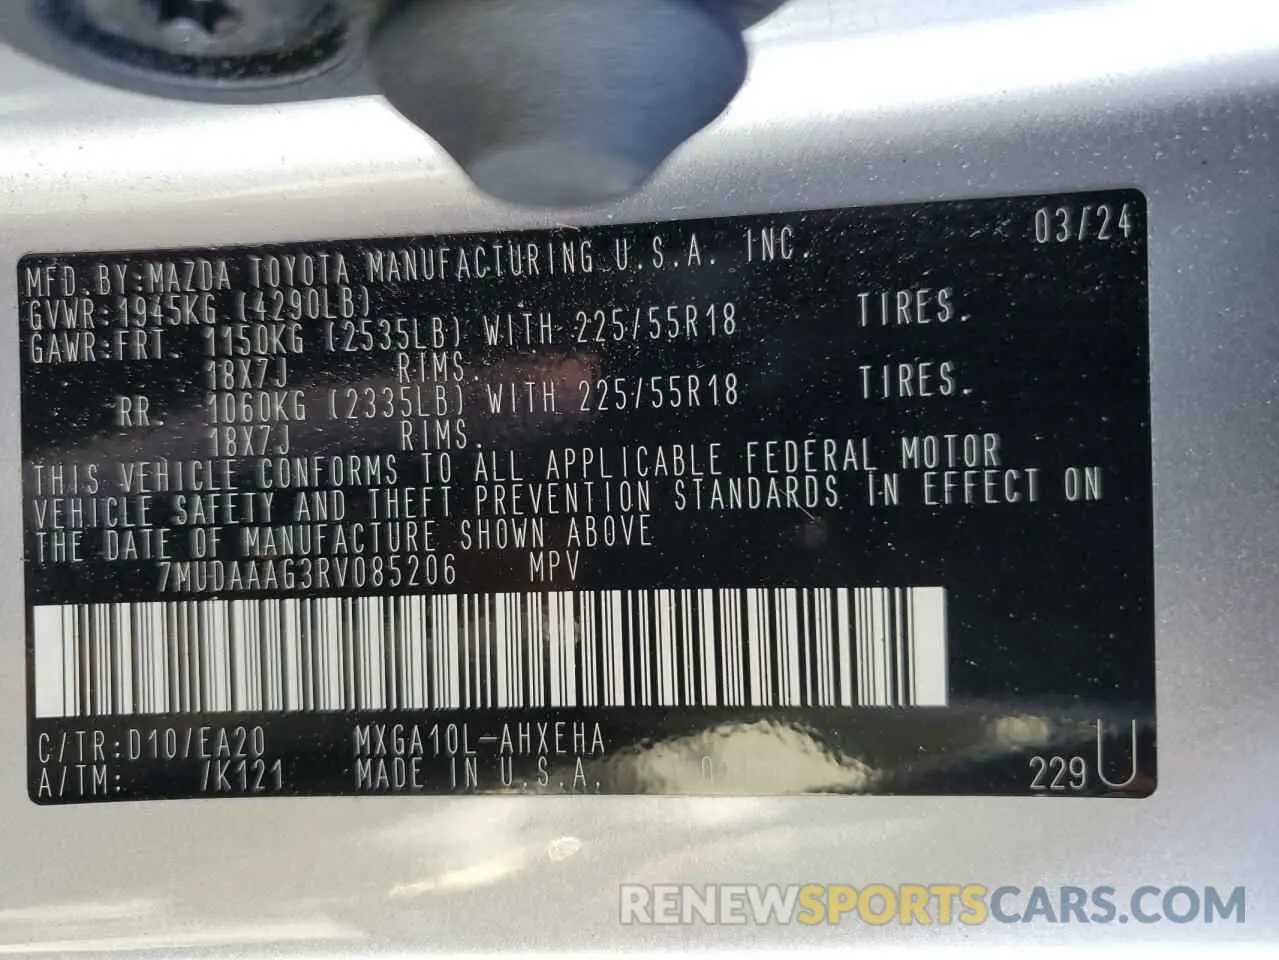 03/24
MFD.BY:MAZDA TOYOTA MANUFACTURING U.S.A. INC.
GVWR:1945KG (4290LB)
GAWR:FRT. 1150KG (2535LB) WITH 225/55R18 TIRES.
18X7J RIMS.
RR. 1060KG (2335LB) WITH 225/55R18 TIRES.
18X7J RIMS.
THIS VEHICLE CONFORMS TO ALL APPLICABLE FEDERAL MOTOR
VEHICLE SAFETY AND THEFT PREVENTION STANDARDS IN EFFECT ON
THE DATE OF MANUFACTURE SHOWN ABOVE
7MUDAAAG3RV085206 MPV
C/TR:D10/EA20 MXGA10L-AHXEHA
A/TM: /K121 MADE IN U.S.A. 229 U
RENEWSPORTSCARS.COM